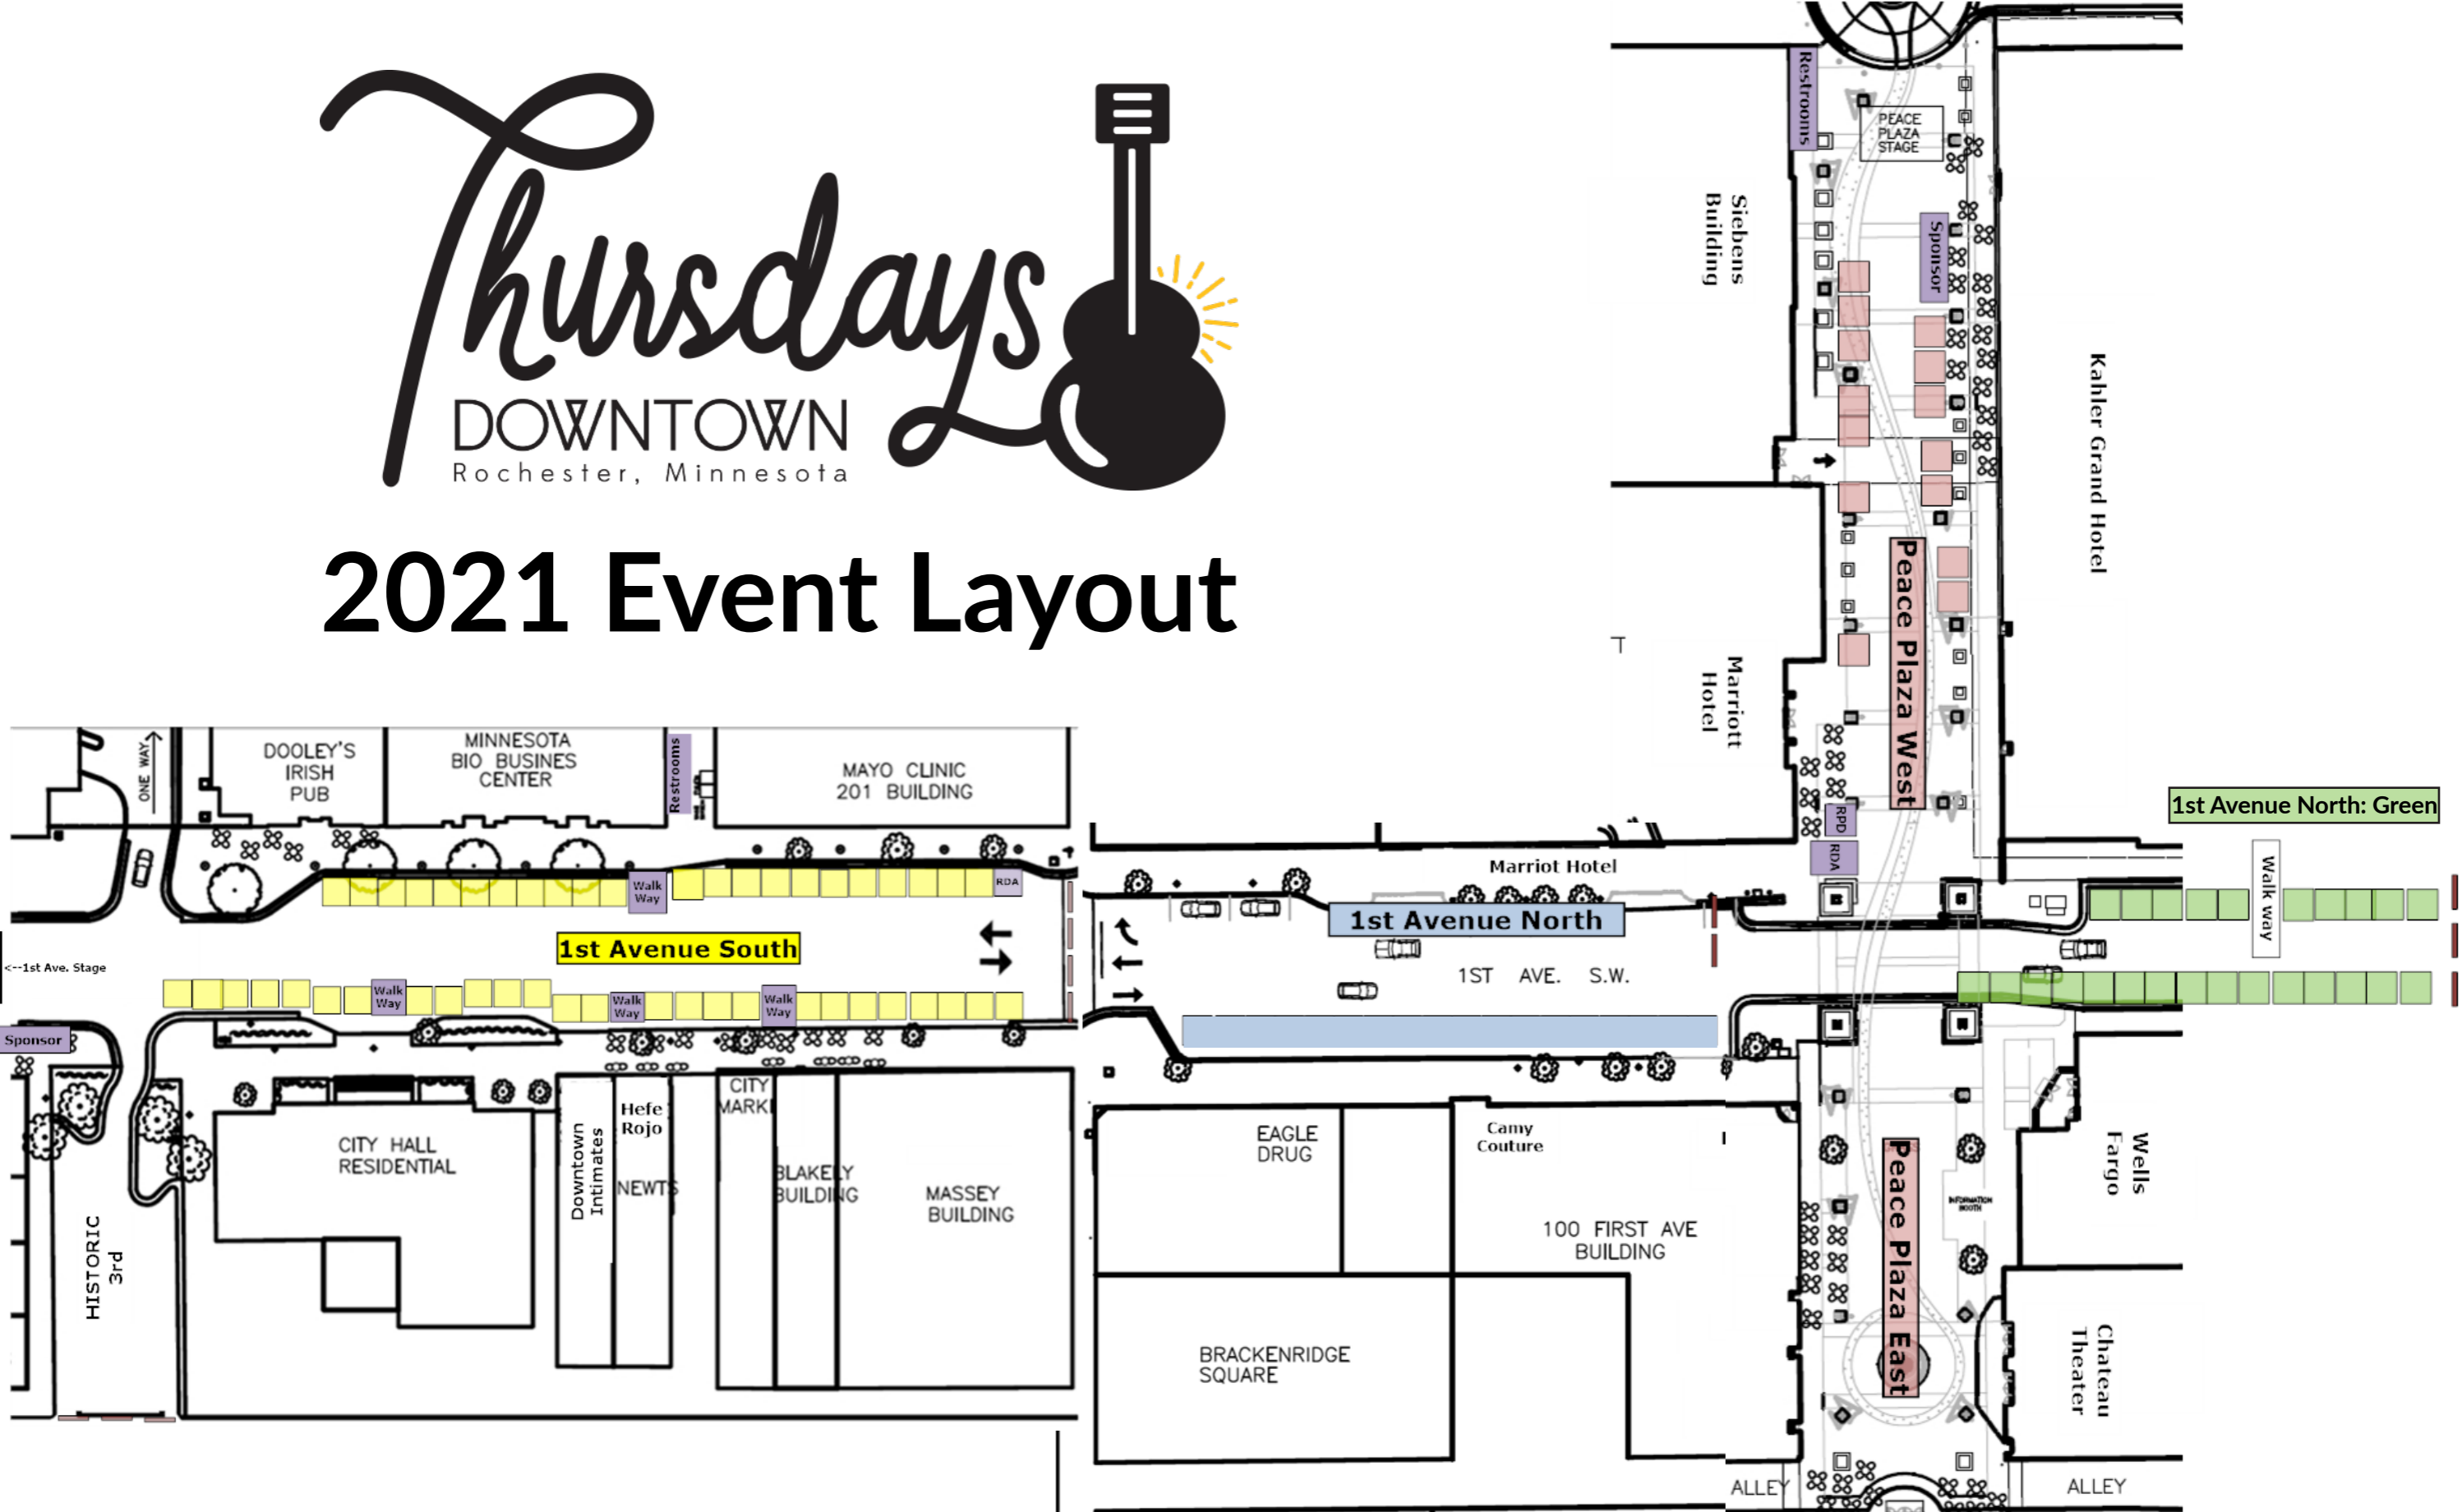 Thursdays
DOWNTOWN
Rochester, Minnesota
2021 Event Layout
Restrooms
PEACE
PLAZA
STAGE
Siebens
Building
Sponsor
Kahler Grand Hotel
Peace Plaza West
T
Marriott
Hotel
RPD
RDA
1st Avenue North: Green
Walk way
ONE WAY
DOOLEY'S
IRISH
PUB
MINNESOTA
BIO BUSINES
CENTER
Restrooms
MAYO CLINIC
201 BUILDING
Walk
Way
RDA
1st Avenue South
<--1st Ave. Stage
Walk
Way
Walk
Way
Walk
Way
Sponsor
Marriot Hotel
1st Avenue North
1ST AVE. S.W.
HISTORIC
3rd
CITY HALL
RESIDENTIAL
Downtown
Intimates
Hefe
Rojo
NEWTS
CITY
MARK
BLAKELY
BUILDING
MASSEY
BUILDING
EAGLE
DRUG
Camy
Couture
100 FIRST AVE
BUILDING
BRACKENRIDGE
SQUARE
Peace Plaza East
INFORMATION
BOOTH
Wells
Fargo
Chateau
Theater
ALLEY
ALLEY